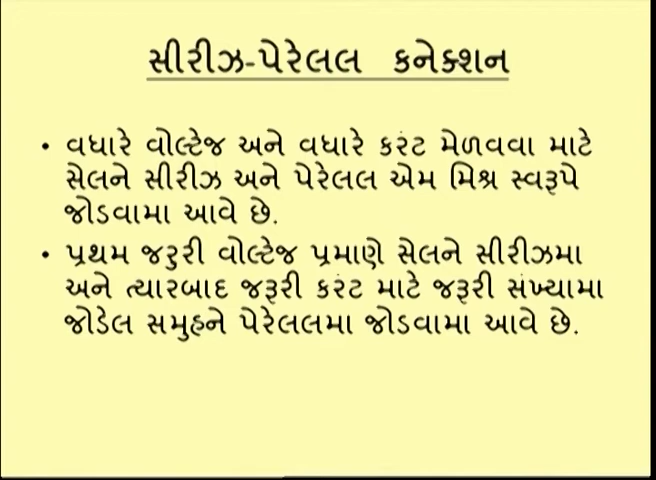 સીરીઝ-પેરેલલ કનેક્શન
• વધારે વોલ્ટેજ અને વધારે કરંટ મેળવવા માટે
સેલને સીરીઝ અને પેરેલલ એમ મિશ્ર સ્વરૂપે
જોડવામા આવે છે.
• પ્રથમ જરુરી વોલ્ટેજ પ્રમાણે સેલને સીરીઝમા
અને ત્યારબાદ જરૂરી કરંટ માટે જરૂરી સંખ્યામા
જોડેલ સમુહને પેરેલલમા જોડવામા આવે છે.